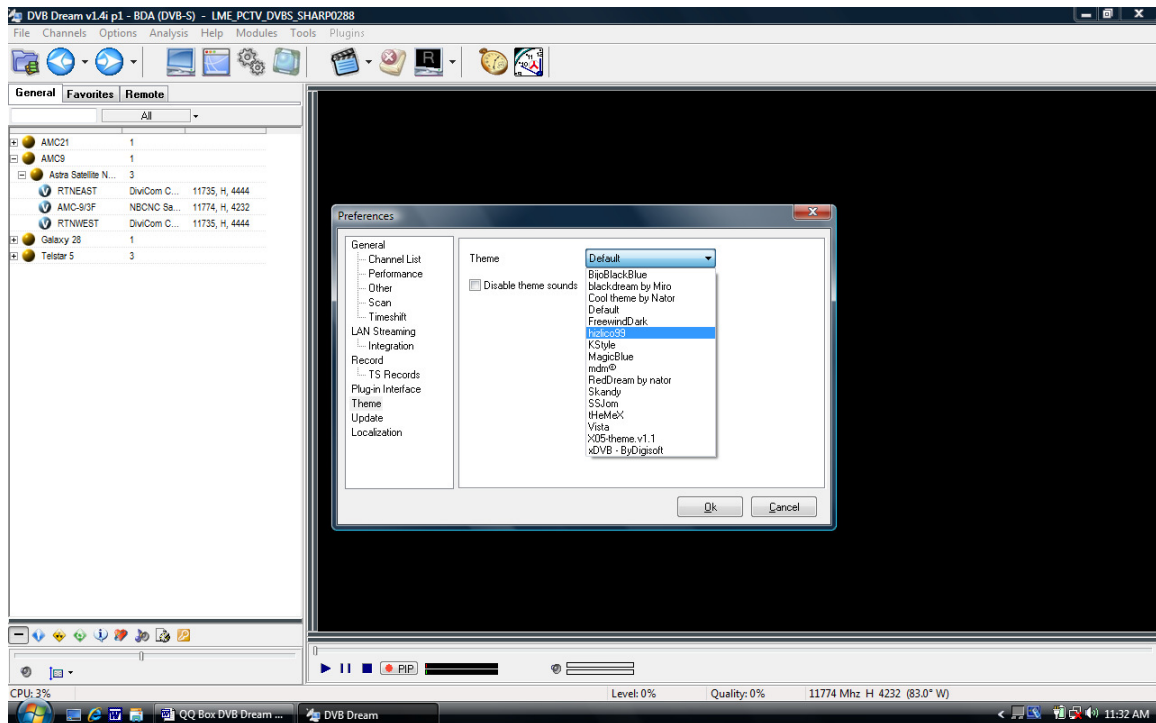 DVB Dream v1.4i p1 - BDA (DVB-S) - LME_PCTV_DVBS_SHARP0288
File Channels Options Analysis Help Modules Tools Plugins
R
General Favorites Remote
All
AMC21 1
AMC9 1
Astra Satellite N... 3
RTNEAST DiviCom C... 11735, H, 4444
AMC-9/3F NBCNC Sa... 11774, H, 4232
RTNWEST DiviCom C... 11735, H, 4444
Galaxy 28 1
Telstar 5 3
Preferences
General
Channel List
Performance
Other
Scan
Timeshift
LAN Streaming
Integration
Record
TS Records
Plug-in Interface
Theme
Update
Localization
Theme Default
Disable theme sounds
BijoBlackBlue
blackdream by Miro
Cool theme by Nator
Default
FreewindDark
hizlico99
KStyle
MagicBlue
mdm©
RedDream by nator
Skandy
SSJom
tHeMeX
Vista
X05-theme.v1.1
xDVB - ByDigisoft
Ok Cancel
PIP
CPU: 3% Level: 0% Quality: 0% 11774 Mhz H 4232 (83.0° W)
QQ Box DVB Dream ... DVB Dream 11:32 AM